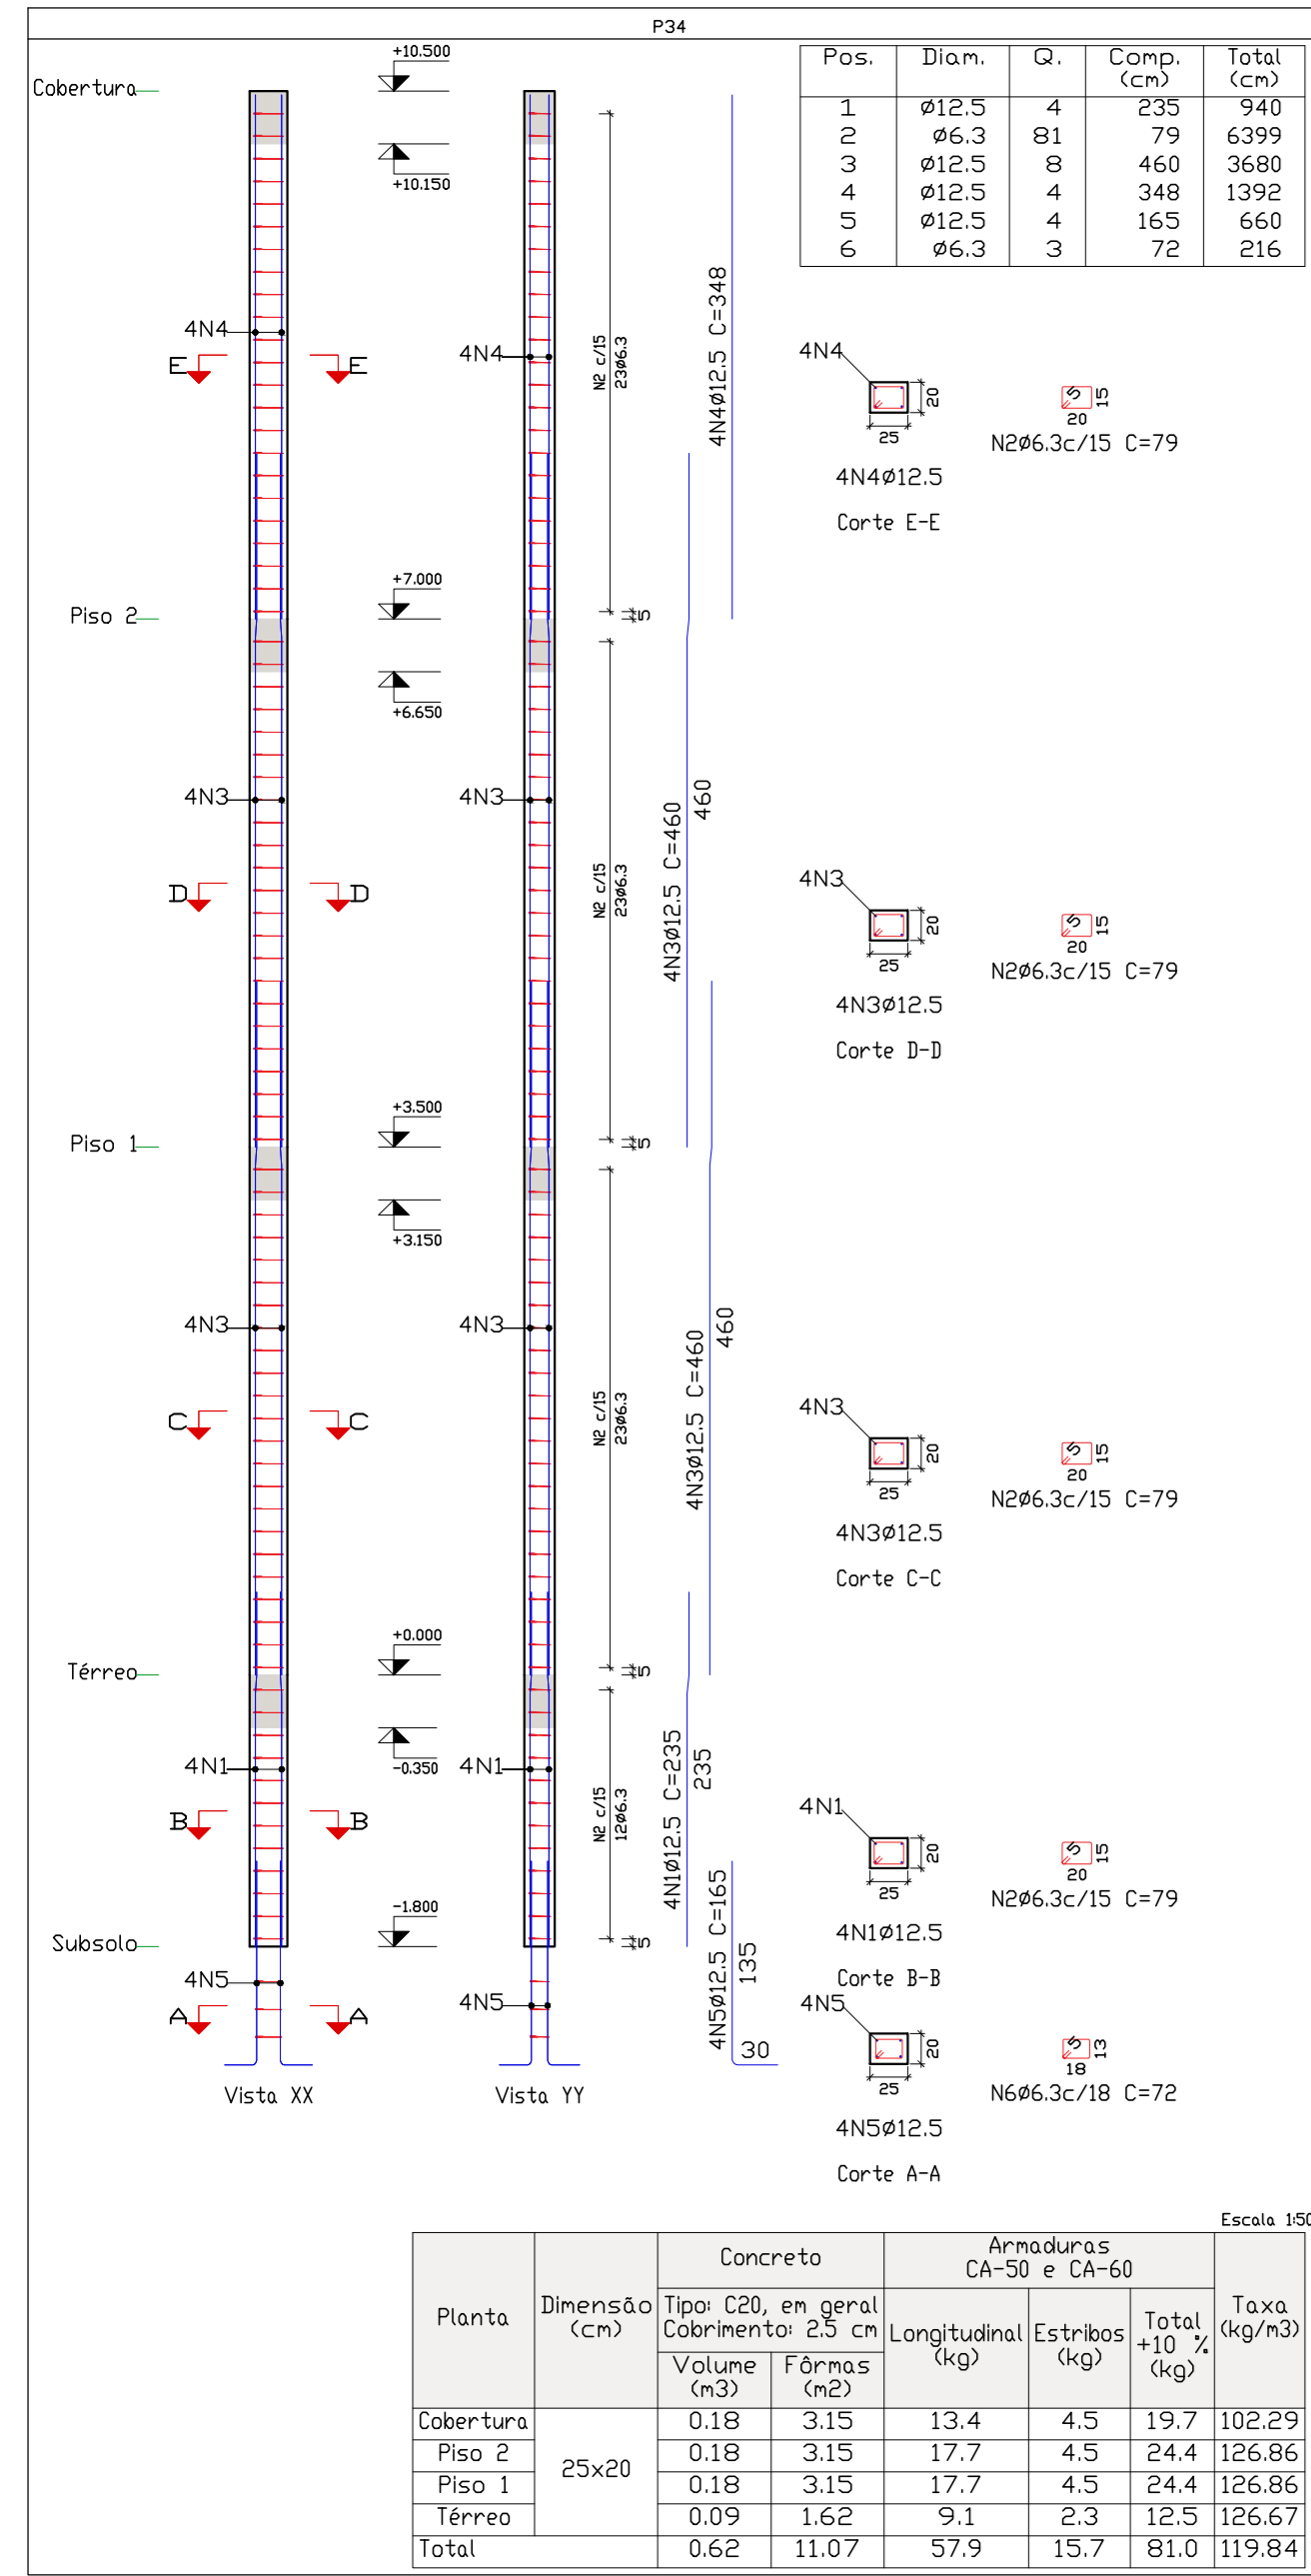 P34
Pos. Diam. Q. Comp. (cm) Total (cm)
1 Ø12.5 4 235 940
2 Ø6.3 81 79 6399
3 Ø12.5 8 460 3680
4 Ø12.5 4 348 1392
5 Ø12.5 4 165 660
6 Ø6.3 3 72 216
Cobertura
+10.500
+10.150
4N4
E E
4N4
N2 c/15
23Ø6.3
4N4Ø12.5 C=348
4N4
20
25
4N4Ø12.5
Corte E-E
5
15
20
N2Ø6.3c/15 C=79
Piso 2
+7.000
+6.650
5
4N3
D D
4N3
N2 c/15
23Ø6.3
4N3Ø12.5 C=460
460
4N3
20
25
4N3Ø12.5
Corte D-D
5
15
20
N2Ø6.3c/15 C=79
Piso 1
+3.500
+3.150
5
4N3
C C
4N3
N2 c/15
23Ø6.3
4N3Ø12.5 C=460
460
4N3
20
25
4N3Ø12.5
Corte C-C
5
15
20
N2Ø6.3c/15 C=79
Térreo
+0.000
-0.350
5
4N1
B B
4N1
N2 c/15
12Ø6.3
4N1Ø12.5 C=235
235
4N1
20
25
4N1Ø12.5
Corte B-B
5
15
20
N2Ø6.3c/15 C=79
Subsolo
-1.800
5
4N5
A A
4N5
4N5Ø12.5 C=165
135
30
4N5
20
25
4N5Ø12.5
Corte A-A
5
13
18
N6Ø6.3c/18 C=72
Vista XX
Vista YY
Escala 1:50
Planta
Dimensão (cm)
Concreto
Tipo: C20, em geral
Cobrimento: 2.5 cm
Volume (m3)
Fôrmas (m2)
Armaduras
CA-50 e CA-60
Longitudinal (kg)
Estribos (kg)
Total +10 % (kg)
Taxa (kg/m3)
Cobertura 0.18 3.15 13.4 4.5 19.7 102.29
Piso 2 0.18 3.15 17.7 4.5 24.4 126.86
25x20
Piso 1 0.18 3.15 17.7 4.5 24.4 126.86
Térreo 0.09 1.62 9.1 2.3 12.5 126.67
Total 0.62 11.07 57.9 15.7 81.0 119.84